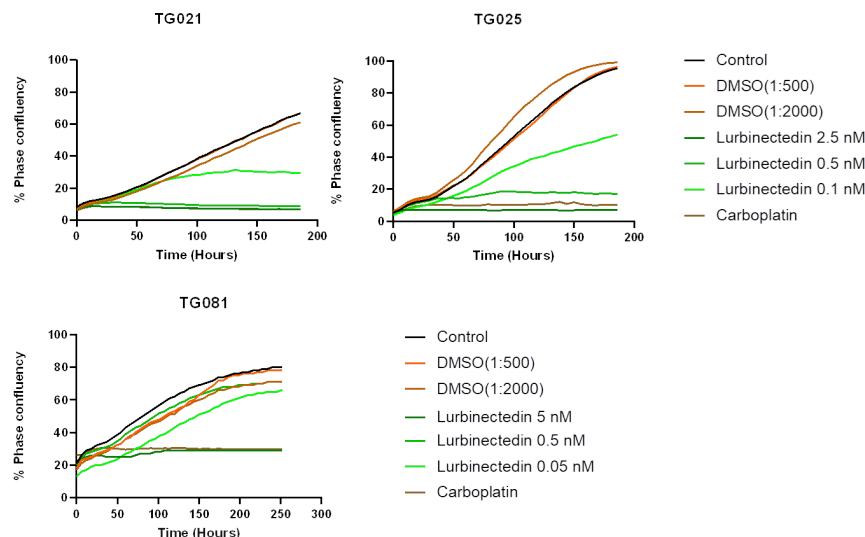 TG021
% Phase confluency
100
80
60
40
20
0
0 50 100 150 200
Time (Hours)
TG025
% Phase confluency
100
80
60
40
20
0
0 50 100 150 200
Time (Hours)
Control
DMSO(1:500)
DMSO(1:2000)
Lurbinectedin 2.5 nM
Lurbinectedin 0.5 nM
Lurbinectedin 0.1 nM
Carboplatin
TG081
% Phase confluency
100
80
60
40
20
0
0 50 100 150 200 250 300
Time (Hours)
Control
DMSO(1:500)
DMSO(1:2000)
Lurbinectedin 5 nM
Lurbinectedin 0.5 nM
Lurbinectedin 0.05 nM
Carboplatin